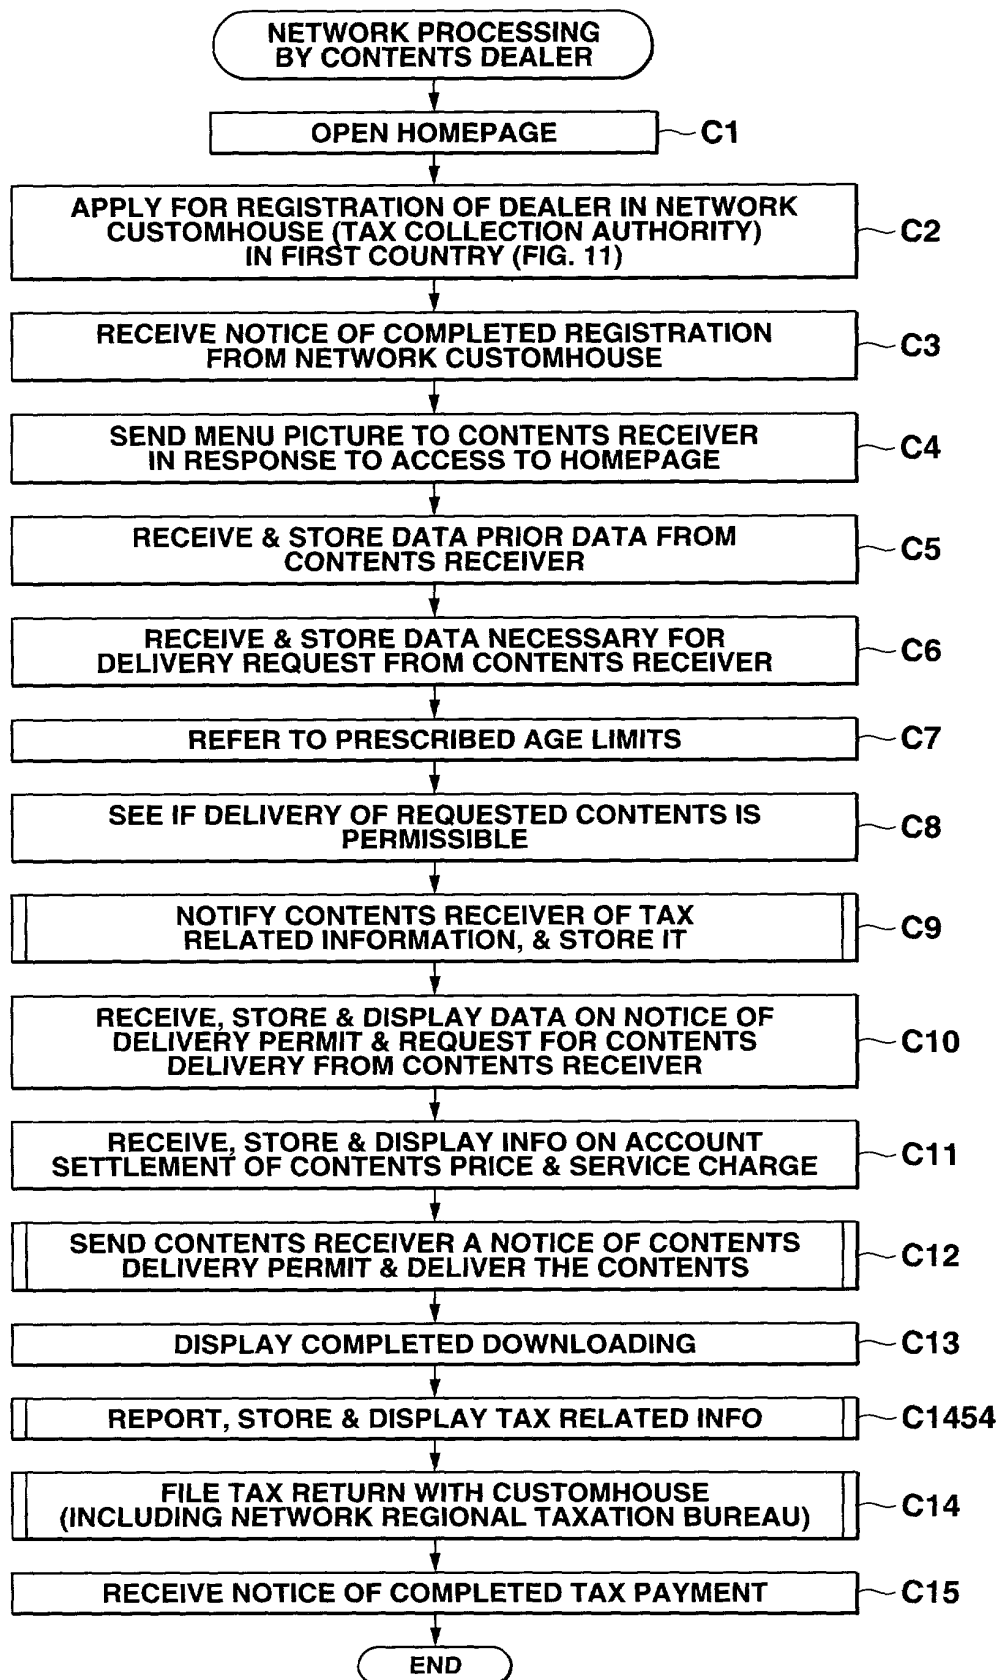 NETWORK PROCESSING
BY CONTENTS DEALER
OPEN HOMEPAGE
C1
APPLY FOR REGISTRATION OF DEALER IN NETWORK
CUSTOMHOUSE (TAX COLLECTION AUTHORITY)
IN FIRST COUNTRY (FIG. 11)
C2
RECEIVE NOTICE OF COMPLETED REGISTRATION
FROM NETWORK CUSTOMHOUSE
C3
SEND MENU PICTURE TO CONTENTS RECEIVER
IN RESPONSE TO ACCESS TO HOMEPAGE
C4
RECEIVE & STORE DATA PRIOR DATA FROM
CONTENTS RECEIVER
C5
RECEIVE & STORE DATA NECESSARY FOR
DELIVERY REQUEST FROM CONTENTS RECEIVER
C6
REFER TO PRESCRIBED AGE LIMITS
C7
SEE IF DELIVERY OF REQUESTED CONTENTS IS
PERMISSIBLE
C8
NOTIFY CONTENTS RECEIVER OF TAX
RELATED INFORMATION, & STORE IT
C9
RECEIVE, STORE & DISPLAY DATA ON NOTICE OF
DELIVERY PERMIT & REQUEST FOR CONTENTS
DELIVERY FROM CONTENTS RECEIVER
C10
RECEIVE, STORE & DISPLAY INFO ON ACCOUNT
SETTLEMENT OF CONTENTS PRICE & SERVICE CHARGE
C11
SEND CONTENTS RECEIVER A NOTICE OF CONTENTS
DELIVERY PERMIT & DELIVER THE CONTENTS
C12
DISPLAY COMPLETED DOWNLOADING
C13
REPORT, STORE & DISPLAY TAX RELATED INFO
C1454
FILE TAX RETURN WITH CUSTOMHOUSE
(INCLUDING NETWORK REGIONAL TAXATION BUREAU)
C14
RECEIVE NOTICE OF COMPLETED TAX PAYMENT
C15
END